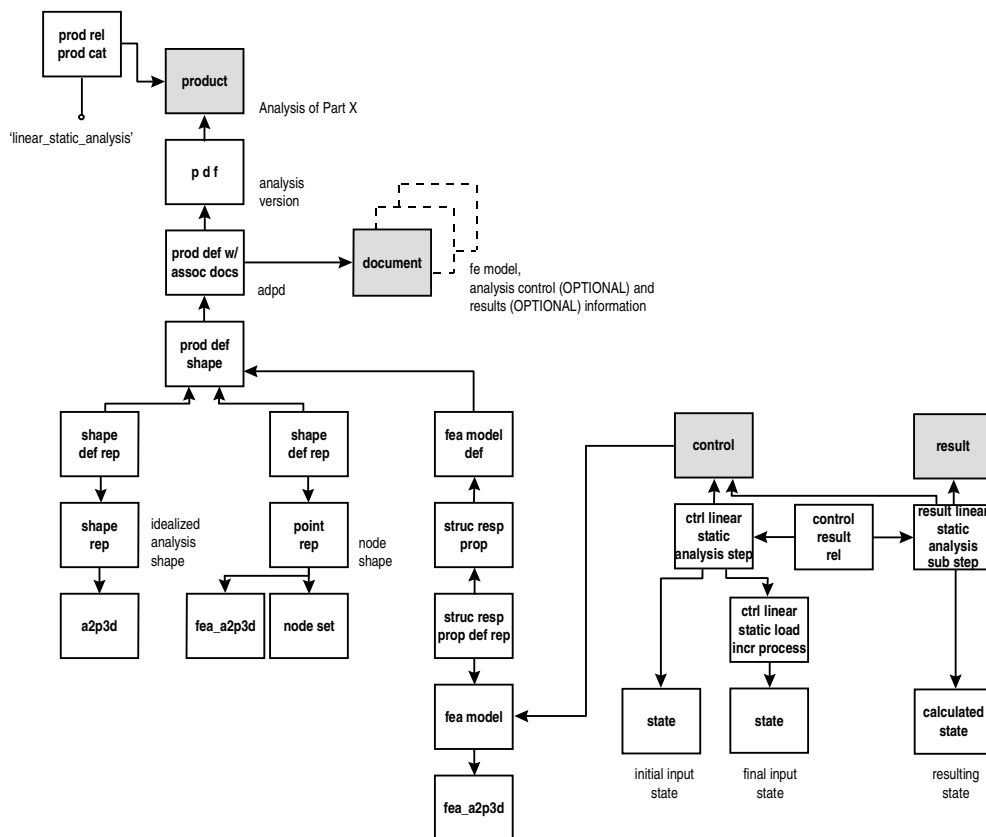 prod rel
prod cat
product
Analysis of Part X
'linear_static_analysis'
p d f
analysis
version
prod def w/
assoc docs
document
adpd
fe model,
analysis control (OPTIONAL) and
results (OPTIONAL) information
prod def
shape
shape
def rep
shape
def rep
fea model
def
control
result
shape
rep
idealized
analysis
shape
point
rep
node
shape
struc resp
prop
ctrl linear
static
analysis step
control
result
rel
result linear
static
analysis
sub step
a2p3d
fea_a2p3d
node set
struc resp
prop def rep
ctrl linear
static load
incr process
fea model
state
state
calculated
state
initial input
state
final input
state
resulting
state
fea_a2p3d